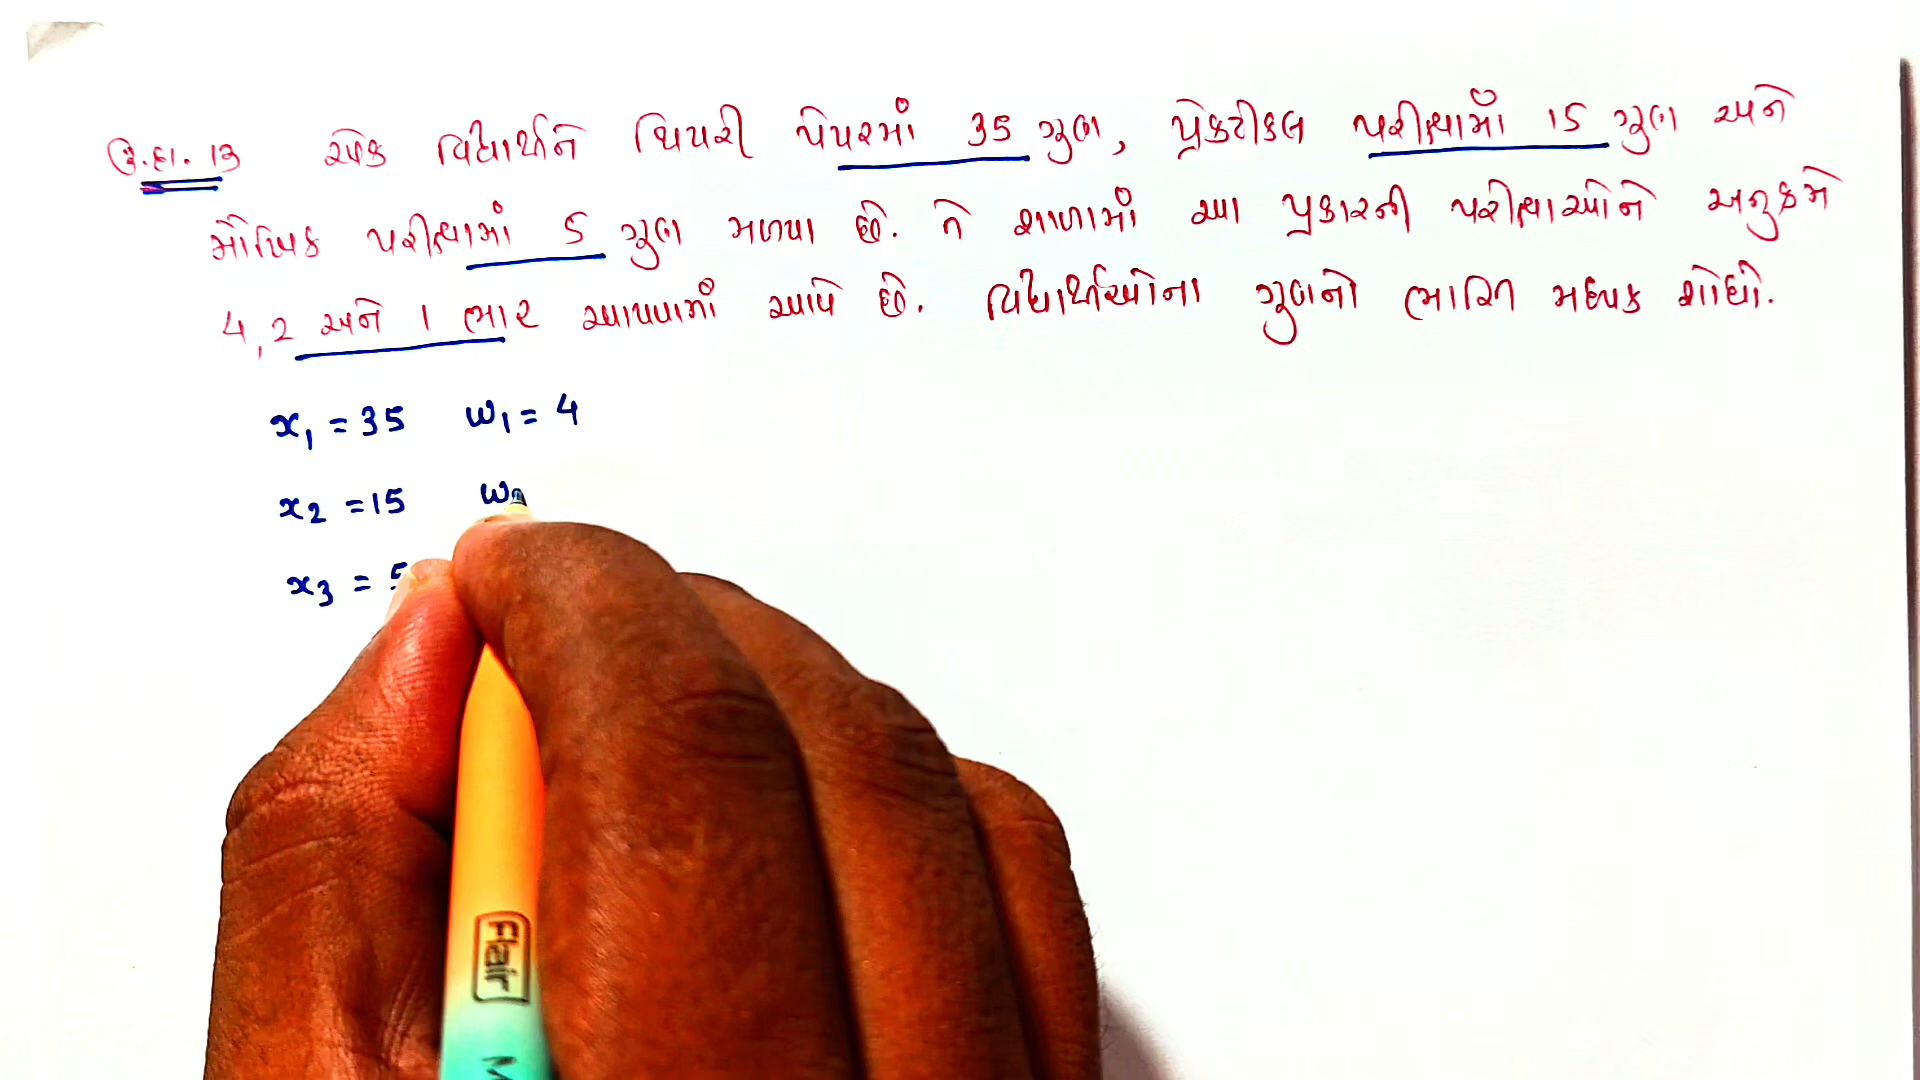 ઉ.દા. 13 એક વિદ્યાર્થીને થિયરી પેપરમાં 35 ગુણ, પ્રેક્ટીકલ પરીક્ષામાં 15 ગુણ અને
મૌખિક પરીક્ષામાં 5 ગુણ મળ્યા છે. તે શાળામાં આ પ્રકારની પરીક્ષાઓને અનુક્રમે
4, 2 અને 1 ભાર આપવામાં આવે છે. વિદ્યાર્થીઓના ગુણનો ભારિત મધ્યક શોધો.
x₁ = 35 w₁ = 4
x₂ = 15 w
x₃ = 5
Flair